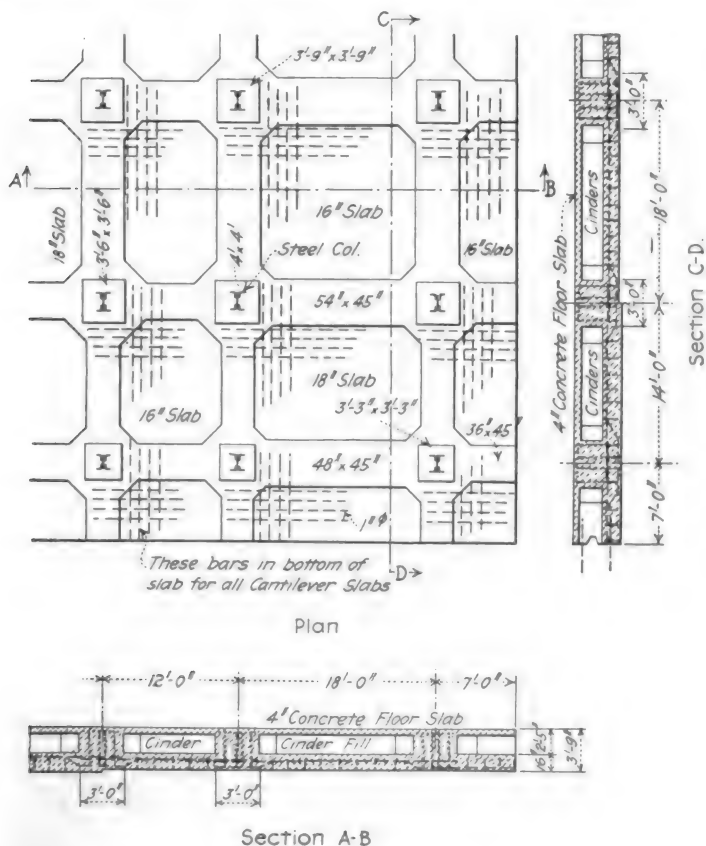 C
3'-9" x 3'-9"
A
B
18" Slab
3'-6" x 3'-6"
16" Slab
4' x 4'
Steel Col.
16" Slab
54" x 45"
18" Slab
16" Slab
3'-3" x 3'-3"
36" x 45"
48" x 45"
1" φ
These bars in bottom of
slab for all Cantilever Slabs
D
Plan
4" Concrete Floor Slab
Cinders
Cinders
3'-0"
18'-0"
3'-0"
14'-0"
7'-0"
Section C-D.
12'-0"
18'-0"
7'-0"
4" Concrete Floor Slab
Cinder
Cinder Fill
16"
2'-5"
3'-9"
3'-0"
3'-0"
Section A-B